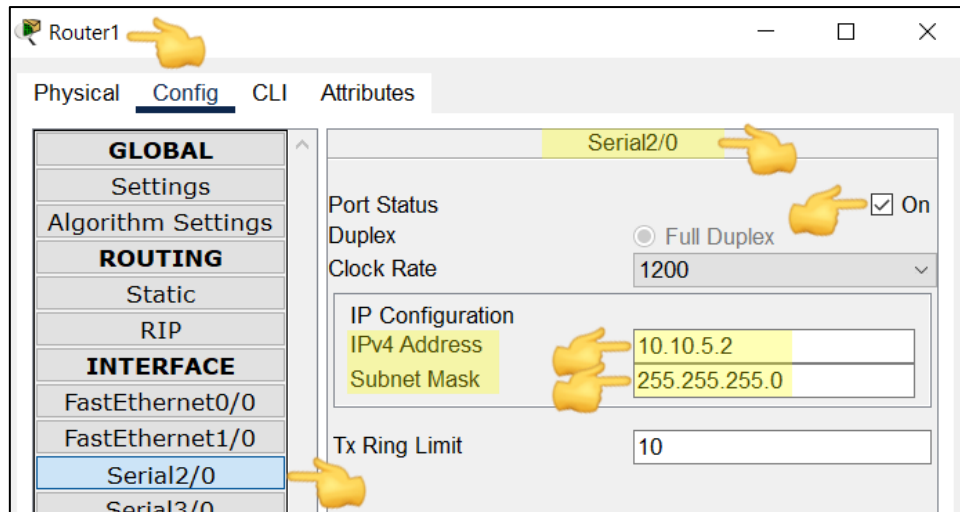 Router1
Physical Config CLI Attributes
GLOBAL
Settings
Algorithm Settings
ROUTING
Static
RIP
INTERFACE
FastEthernet0/0
FastEthernet1/0
Serial2/0
Serial3/0
Serial2/0
Port Status On
Duplex Full Duplex
Clock Rate 1200
IP Configuration
IPv4 Address 10.10.5.2
Subnet Mask 255.255.255.0
Tx Ring Limit 10